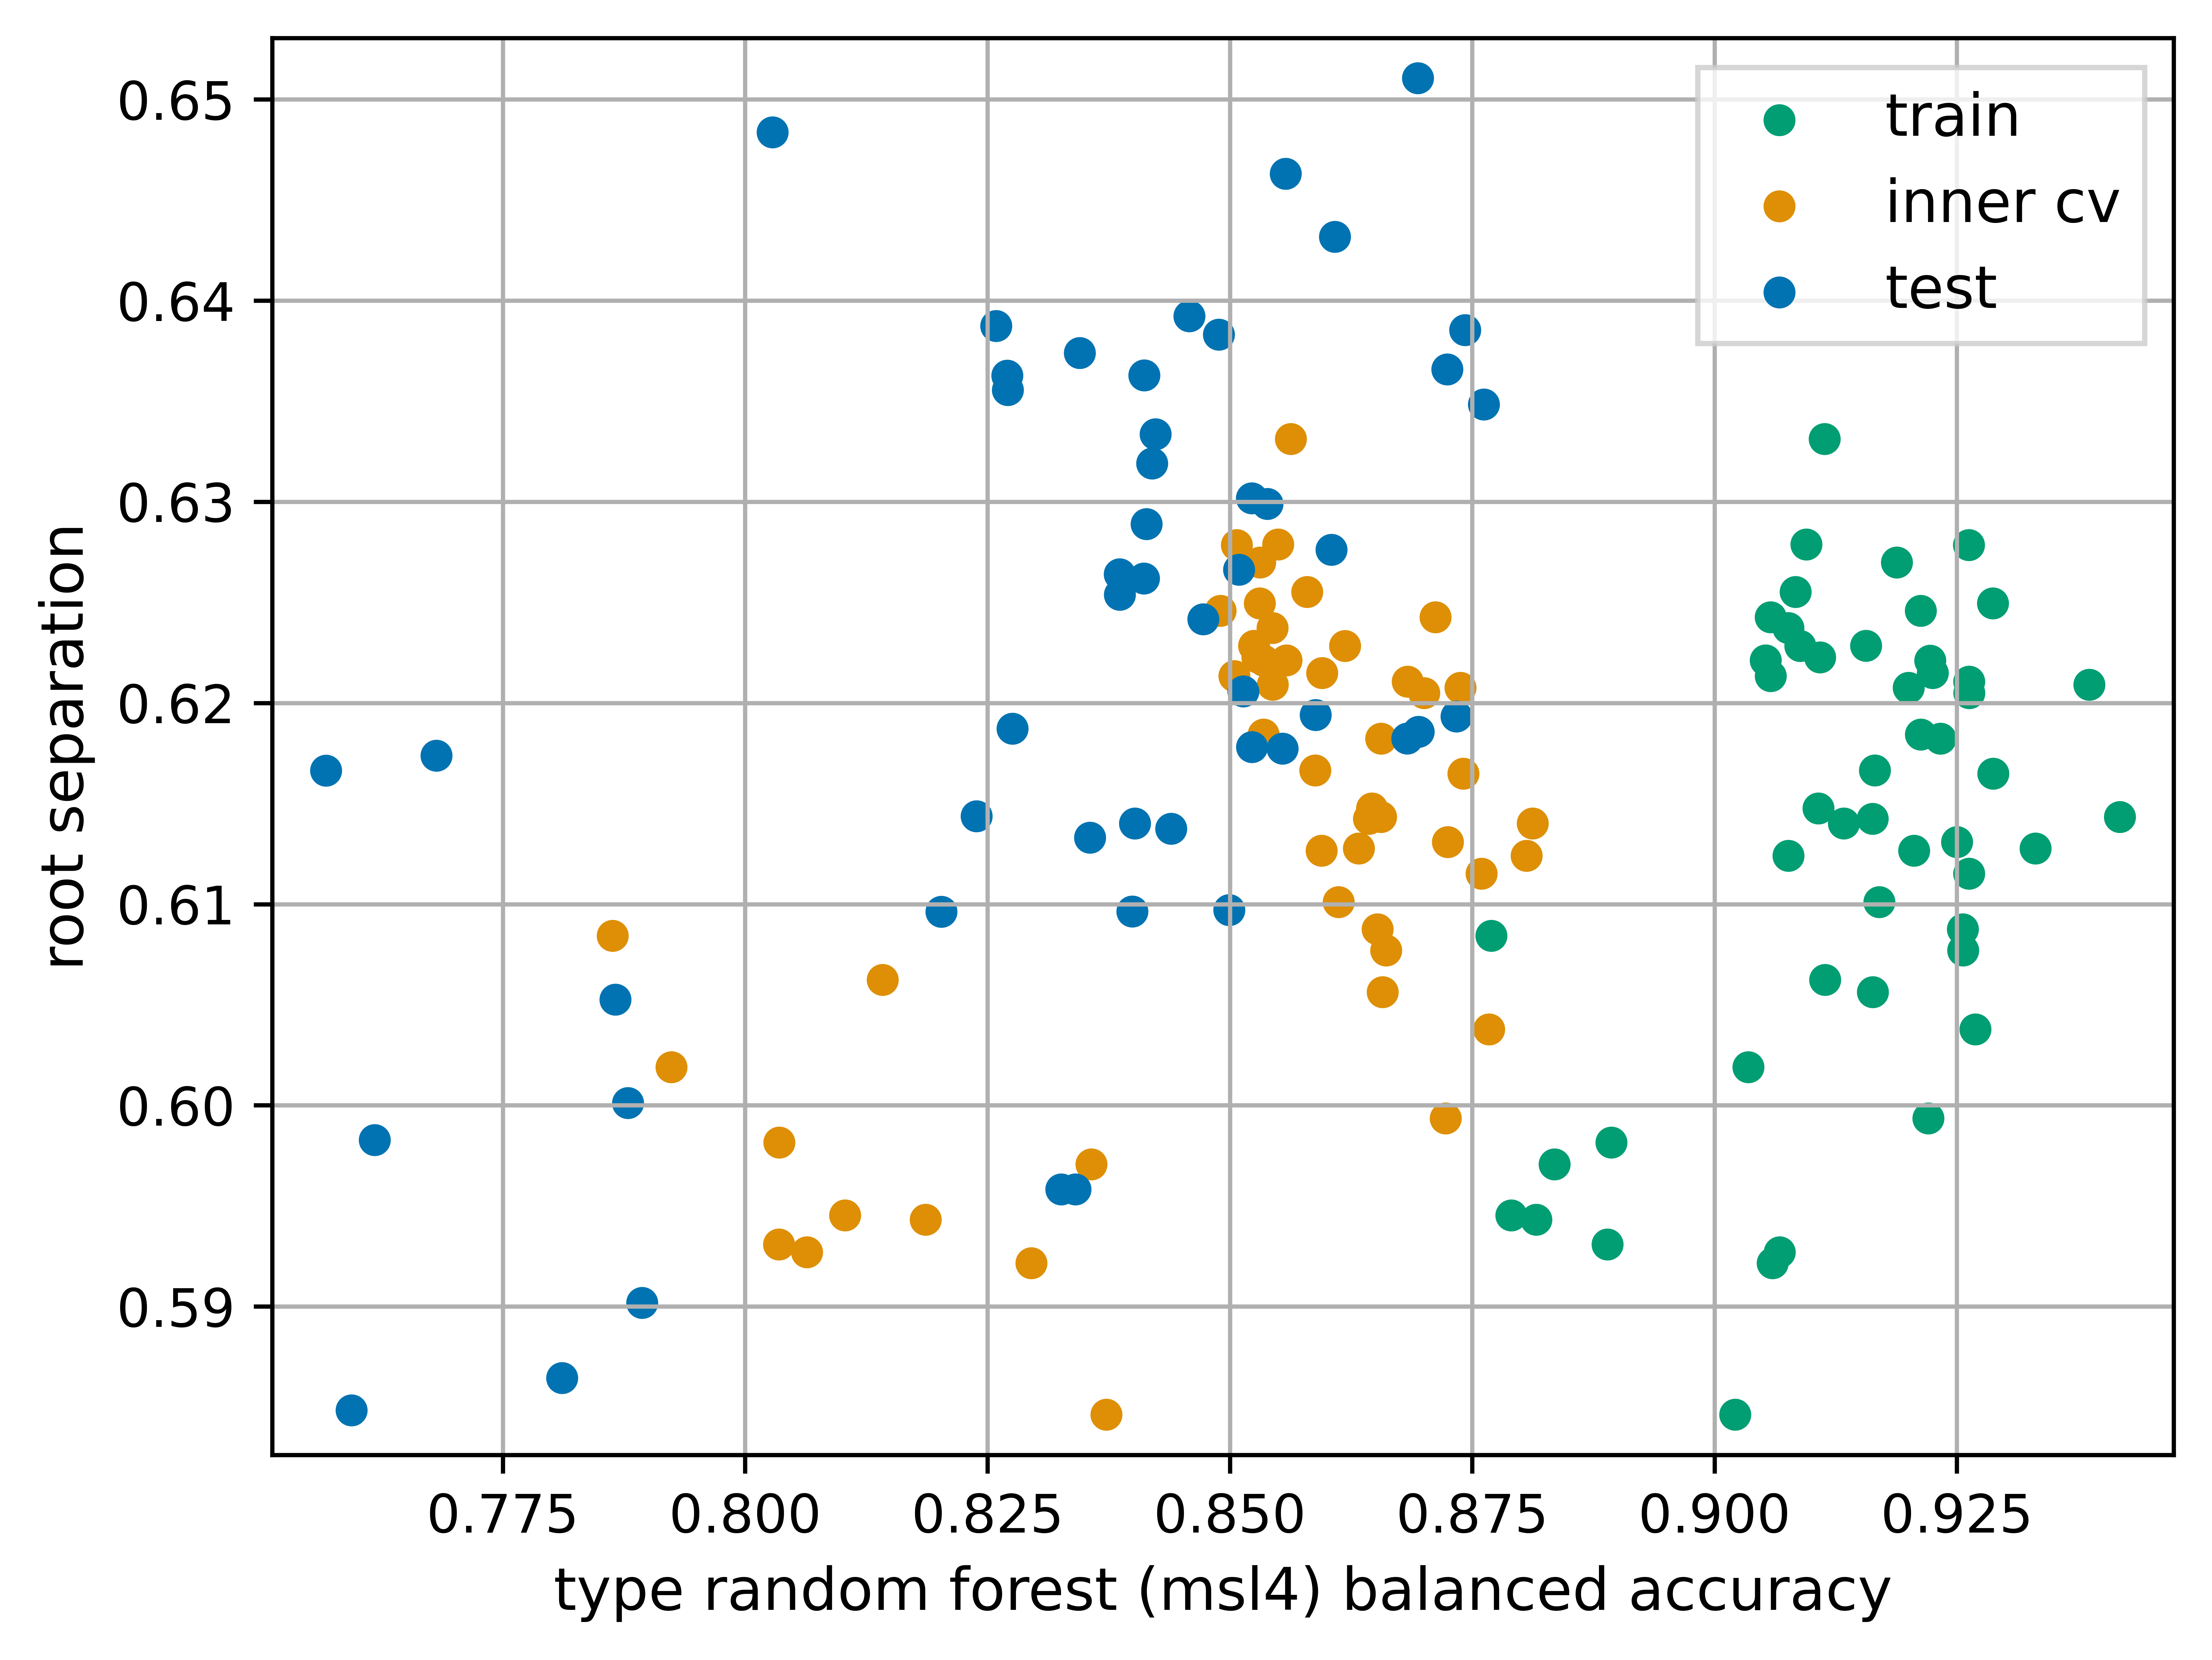 train
inner cv
test
root separation
0.65
0.64
0.63
0.62
0.61
0.60
0.59
0.775 0.800 0.825 0.850 0.875 0.900 0.925
type random forest (msl4) balanced accuracy